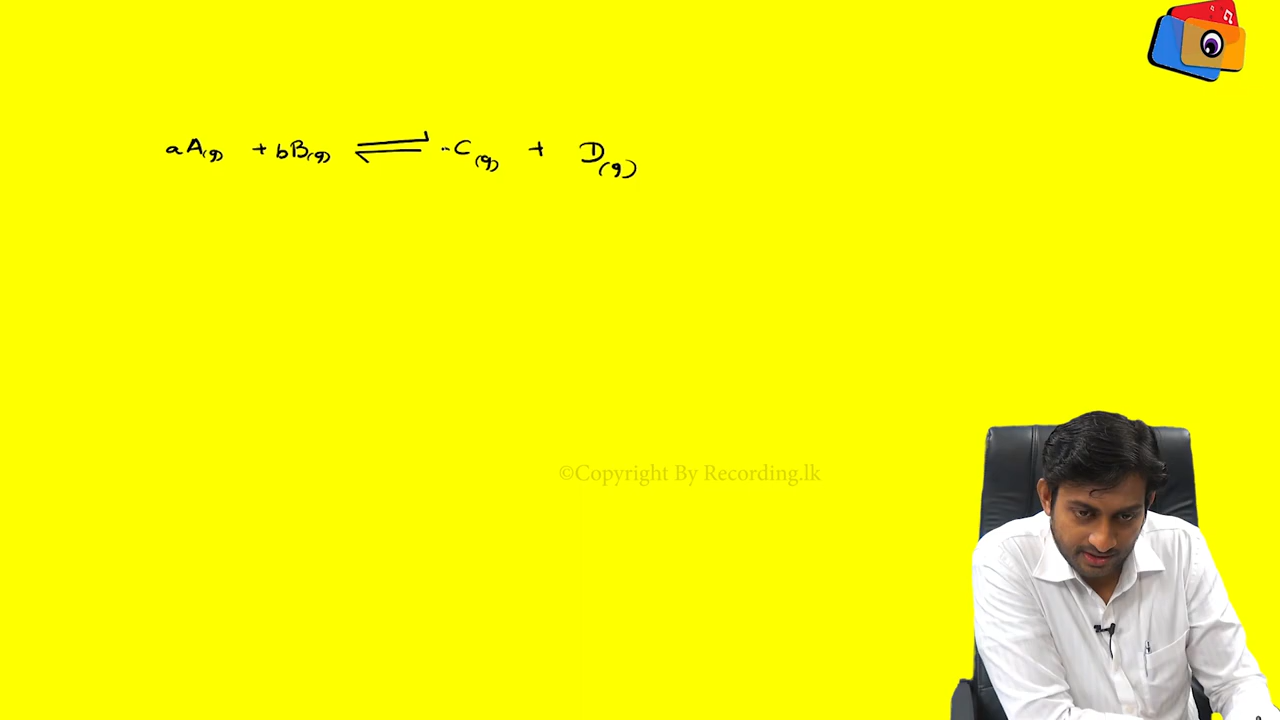 aA(g) + bB(g) ⇌ C(g) + D(g)
©Copyright By Recording.lk